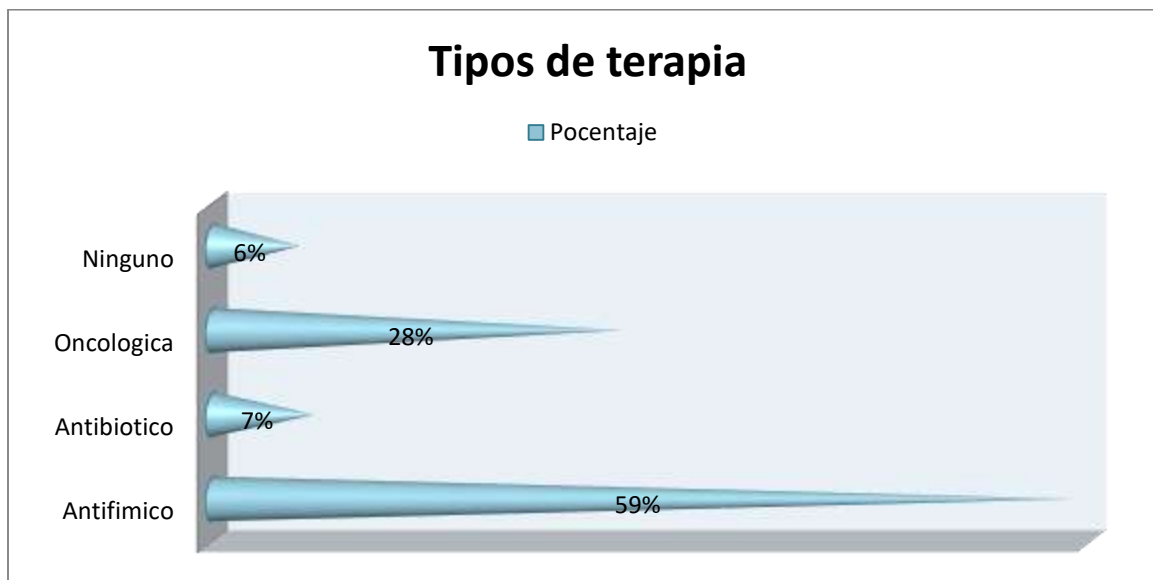 Tipos de terapia
Pocentaje
Ninguno
6%
Oncologica
28%
Antibiotico
7%
Antifimico
59%